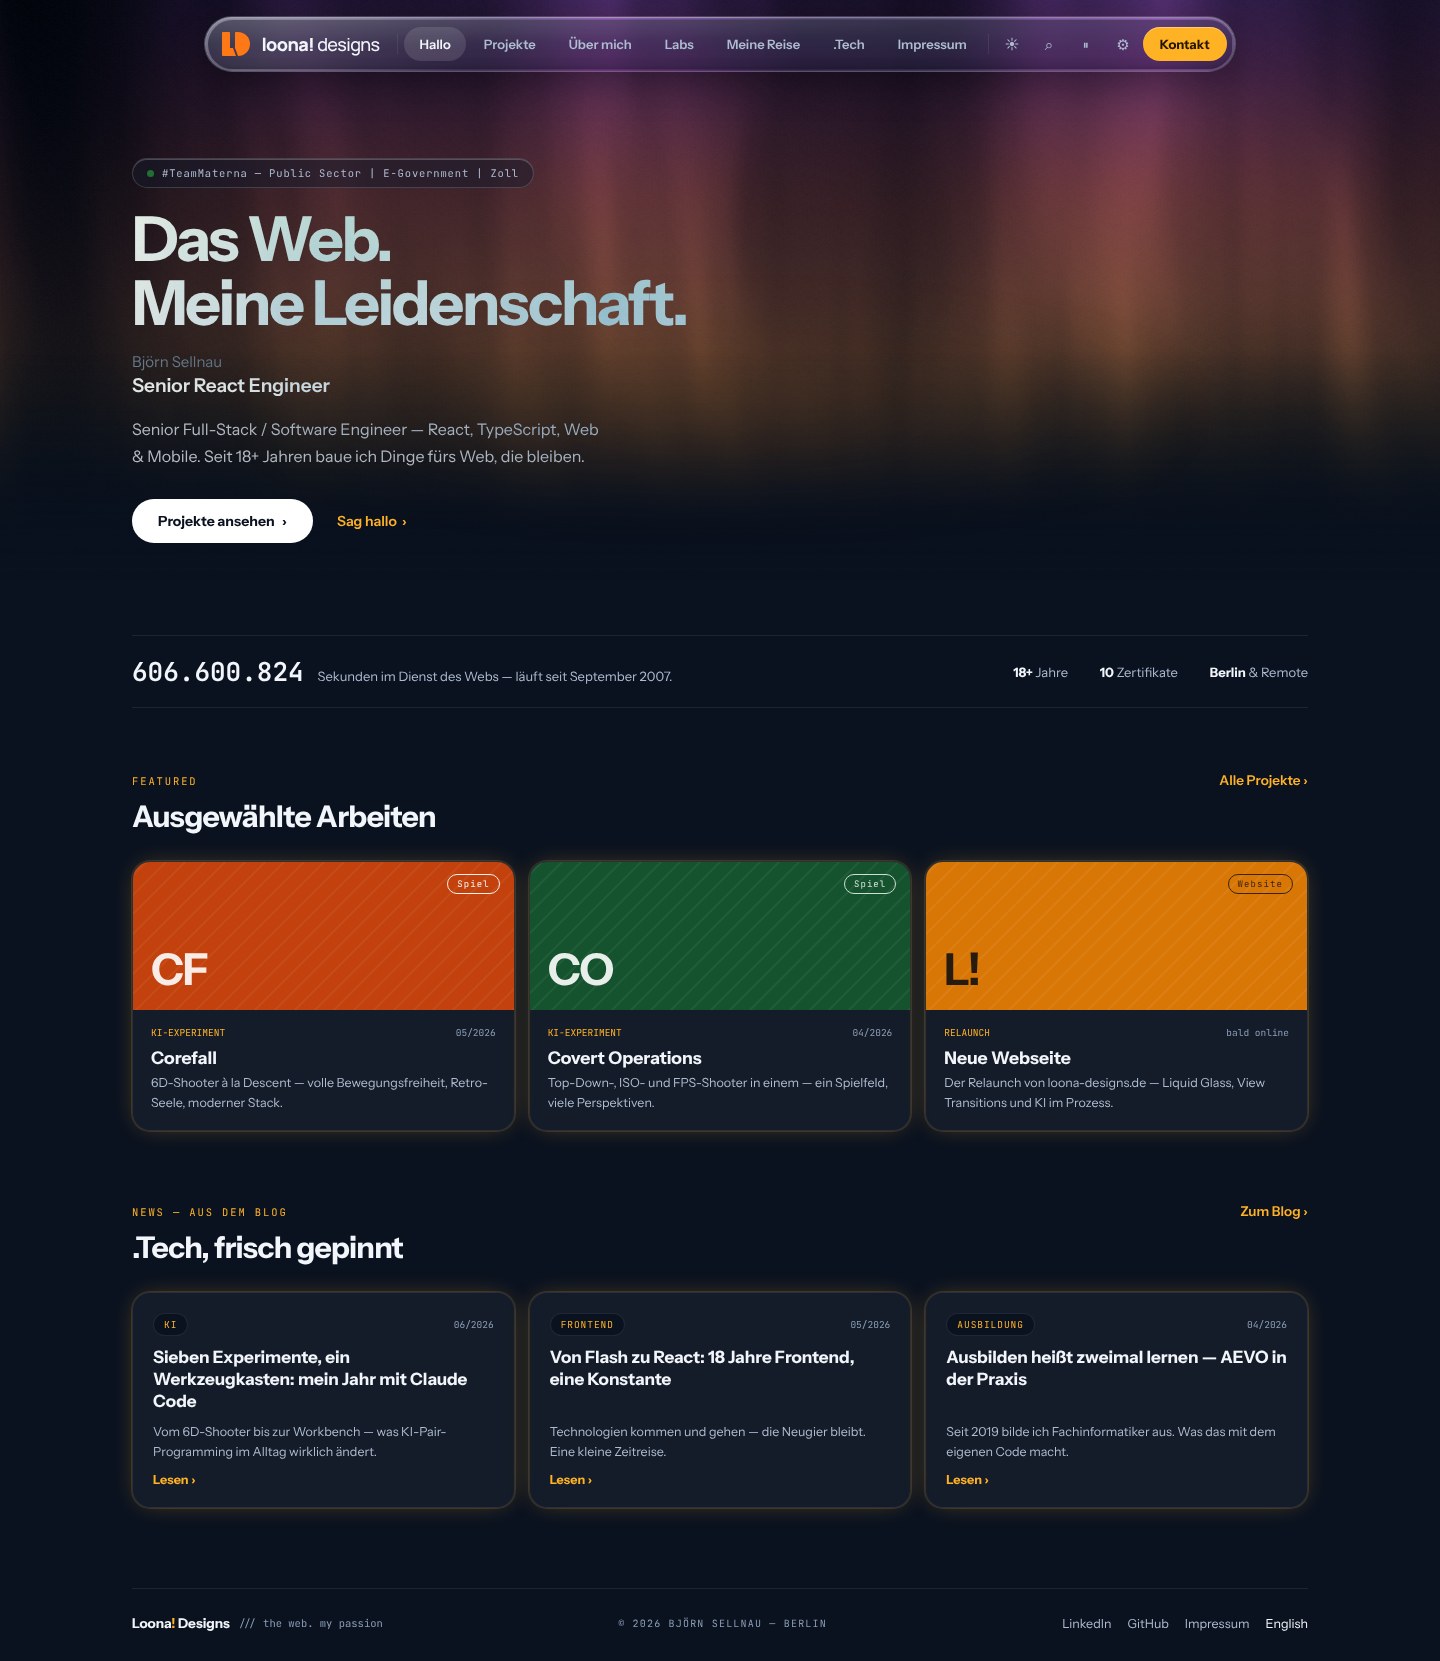 loona! designs
Hallo
Projekte
Über mich
Labs
Meine Reise
.Tech
Impressum
Kontakt
#TeamMaterna — Public Sector | E-Government | Zoll
Das Web.
Meine Leidenschaft.
Björn Sellnau
Senior React Engineer
Senior Full-Stack / Software Engineer — React, TypeScript, Web
& Mobile. Seit 18+ Jahren baue ich Dinge fürs Web, die bleiben.
Projekte ansehen ›
Sag hallo ›
606.600.824 Sekunden im Dienst des Webs — läuft seit September 2007.
18+ Jahre
10 Zertifikate
Berlin & Remote
FEATURED
Alle Projekte ›
Ausgewählte Arbeiten
Spiel
CF
KI-EXPERIMENT
05/2026
Corefall
6D-Shooter à la Descent — volle Bewegungsfreiheit, Retro-
Seele, moderner Stack.
Spiel
CO
KI-EXPERIMENT
04/2026
Covert Operations
Top-Down-, ISO- und FPS-Shooter in einem — ein Spielfeld,
viele Perspektiven.
Website
L!
RELAUNCH
bald online
Neue Webseite
Der Relaunch von loona-designs.de — Liquid Glass, View
Transitions und KI im Prozess.
NEWS — AUS DEM BLOG
Zum Blog ›
.Tech, frisch gepinnt
KI
06/2026
Sieben Experimente, ein
Werkzeugkasten: mein Jahr mit Claude
Code
Vom 6D-Shooter bis zur Workbench — was KI-Pair-
Programming im Alltag wirklich ändert.
Lesen ›
FRONTEND
05/2026
Von Flash zu React: 18 Jahre Frontend,
eine Konstante
Technologien kommen und gehen — die Neugier bleibt.
Eine kleine Zeitreise.
Lesen ›
AUSBILDUNG
04/2026
Ausbilden heißt zweimal lernen — AEVO in
der Praxis
Seit 2019 bilde ich Fachinformatiker aus. Was das mit dem
eigenen Code macht.
Lesen ›
Loona! Designs /// the web. my passion
© 2026 BJÖRN SELLNAU — BERLIN
LinkedIn
GitHub
Impressum
English